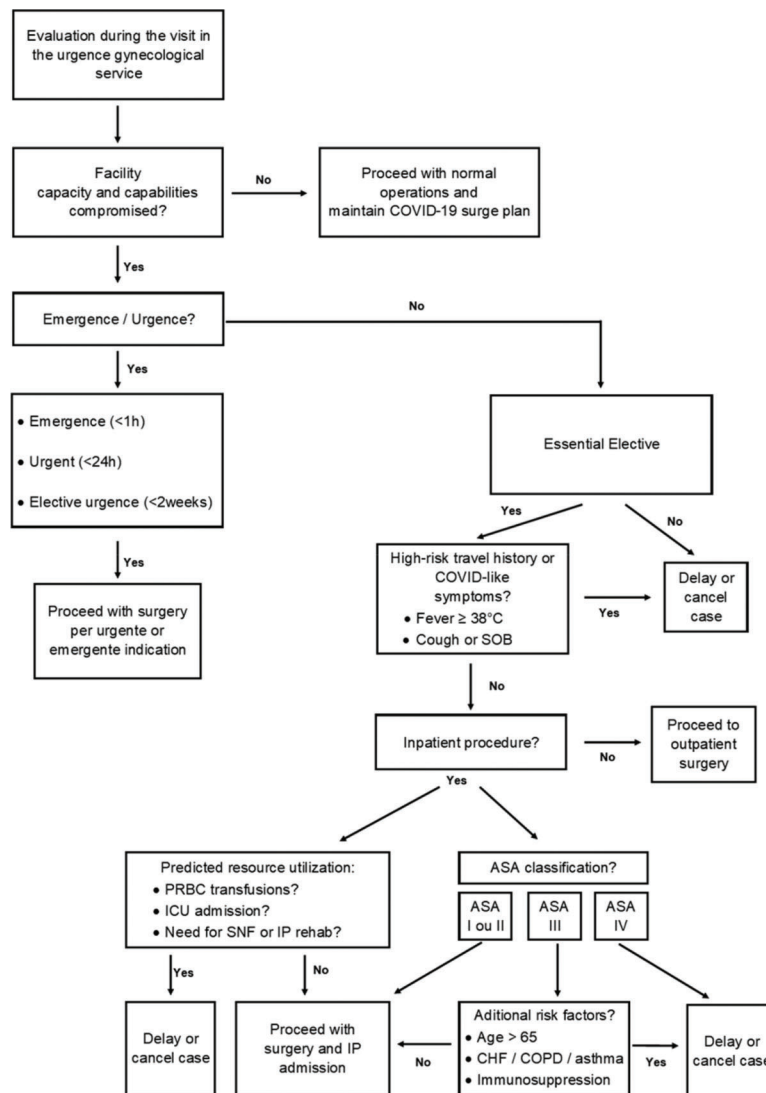 Evaluation during the visit in
the urgence gynecological
service
Facility
capacity and capabilities
compromised?
No
Proceed with normal
operations and
maintain COVID-19 surge plan
Yes
Emergence / Urgence?
No
Yes
● Emergence (<1h)
● Urgent (<24h)
● Elective urgence (<2weeks)
Essential Elective
Yes
No
Yes
Proceed with surgery
per urgente or
emergente indication
High-risk travel history or
COVID-like
symptoms?
● Fever ≥ 38°C
● Cough or SOB
Yes
Delay or
cancel
case
No
Inpatient procedure?
No
Proceed to
outpatient
surgery
Yes
Predicted resource utilization:
● PRBC transfusions?
● ICU admission?
● Need for SNF or IP rehab?
ASA classification?
ASA
I ou II
ASA
III
ASA
IV
Yes
No
Delay or
cancel case
Proceed with
surgery and IP
admission
No
Aditional risk factors?
● Age > 65
● CHF / COPD / asthma
● Immunosuppression
Yes
Delay or
cancel case